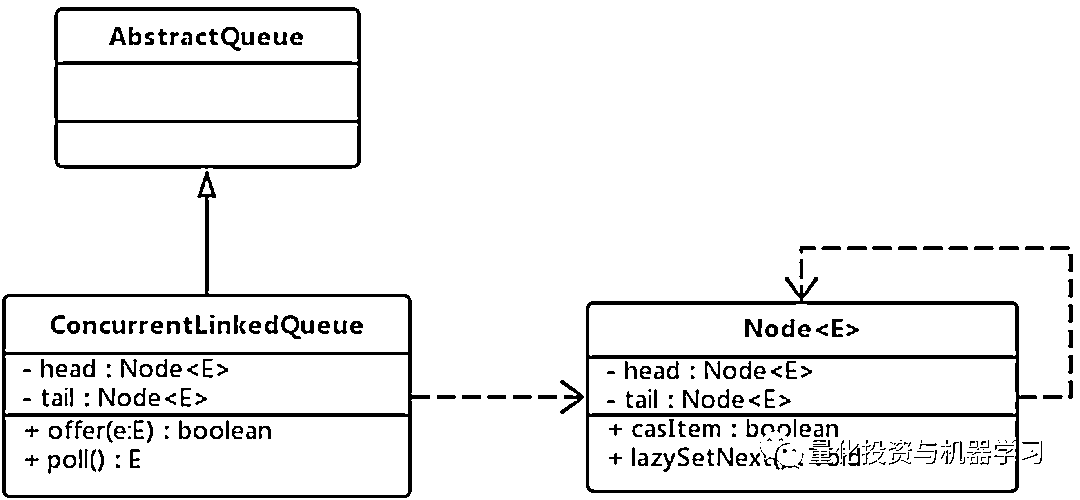 AbstractQueue
ConcurrentLinkedQueue
- head : Node<E>
- tail : Node<E>
+ offer(e:E) : boolean
+ poll() : E
Node<E>
- head : Node<E>
- tail : Node<E>
+ casItem : boolean
+ lazySetNext
量化投资与机器学习